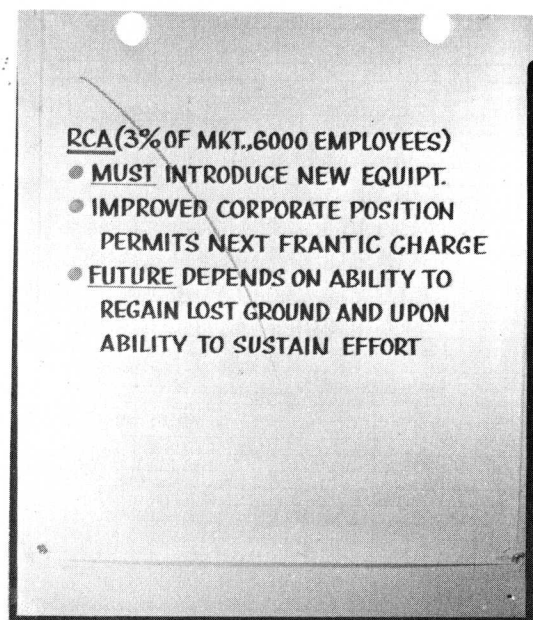 RCA (3% OF MKT., 6000 EMPLOYEES)
• MUST INTRODUCE NEW EQUIPT.
• IMPROVED CORPORATE POSITION
PERMITS NEXT FRANTIC CHARGE
• FUTURE DEPENDS ON ABILITY TO
REGAIN LOST GROUND AND UPON
ABILITY TO SUSTAIN EFFORT